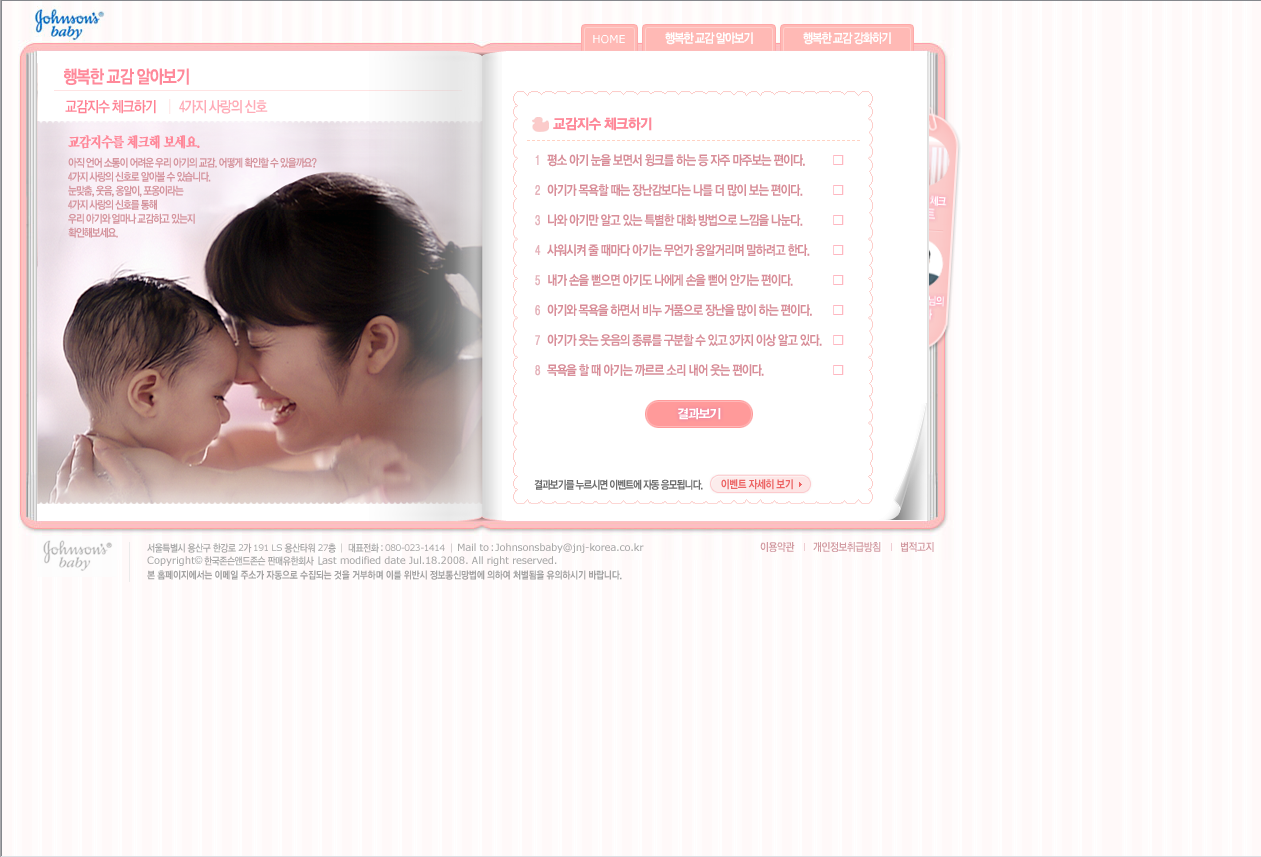 Johnson's®
baby
HOME
행복한 교감 알아보기
행복한 교감 강화하기
행복한 교감 알아보기
교감지수 체크하기
4가지 사랑의 신호
교감지수를 체크해 보세요.
아직 언어 소통이 어려운 우리 아기의 교감, 어떻게 확인할 수 있을까요?
4가지 사랑의 신호로 알아볼 수 있습니다.
눈맞춤, 웃음, 옹알이, 포옹이라는
4가지 사랑의 신호를 통해
우리 아기와 얼마나 교감하고 있는지
확인해보세요.
교감지수 체크하기
1 평소 아기 눈을 보면서 윙크를 하는 등 자주 마주보는 편이다.
2 아기가 목욕할 때는 장난감보다는 나를 더 많이 보는 편이다.
3 나와 아기만 알고 있는 특별한 대화 방법으로 느낌을 나눈다.
4 샤워시켜 줄 때마다 아기는 무언가 옹알거리며 말하려고 한다.
5 내가 손을 뻗으면 아기도 나에게 손을 뻗어 안기는 편이다.
6 아기와 목욕을 하면서 비누 거품으로 장난을 많이 하는 편이다.
7 아기가 웃는 웃음의 종류를 구분할 수 있고 3가지 이상 알고 있다.
8 목욕을 할 때 아기는 까르르 소리 내어 웃는 편이다.
결과보기
결과보기를 누르시면 이벤트에 자동 응모됩니다.
이벤트 자세히 보기
체크
트
님의
Johnson's®
baby
서울특별시 용산구 한강로 2가 191 LS 용산타워 27층 | 대표전화 : 080-023-1414 | Mail to : Johnsonsbaby@jnj-korea.co.kr
Copyright© 한국존슨앤드존슨 판매유한회사 Last modified date Jul.18.2008. All right reserved.
본 홈페이지에서는 이메일 주소가 자동으로 수집되는 것을 거부하며 이를 위반시 정보통신망법에 의하여 처벌됨을 유의하시기 바랍니다.
이용약관 | 개인정보취급방침 | 법적고지